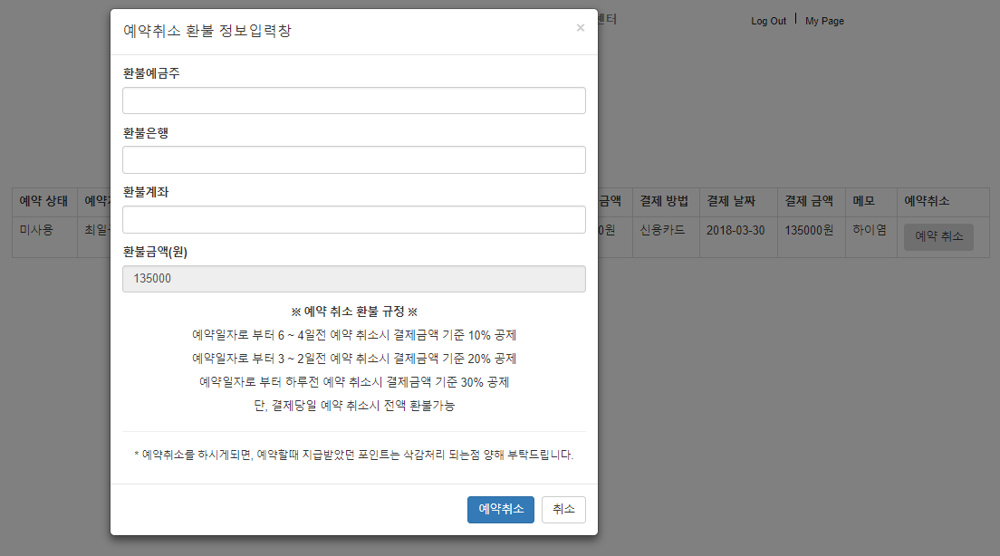 센터
Log Out
My Page
예약취소 환불 정보입력창
×
환불예금주
환불은행
환불계좌
환불금액(원)
135000
※ 예약 취소 환불 규정 ※
예약일자로 부터 6 ~ 4일전 예약 취소시 결제금액 기준 10% 공제
예약일자로 부터 3 ~ 2일전 예약 취소시 결제금액 기준 20% 공제
예약일자로 부터 하루전 예약 취소시 결제금액 기준 30% 공제
단, 결제당일 예약 취소시 전액 환불가능
* 예약취소를 하시게되면, 예약할때 지급받았던 포인트는 삭감처리 되는점 양해 부탁드립니다.
예약취소 취소
예약 상태 예약 금액 결제 방법 결제 날짜 결제 금액 메모 예약취소
미사용 최일 0원 신용카드 2018-03-30 135000원 하이염 예약 취소